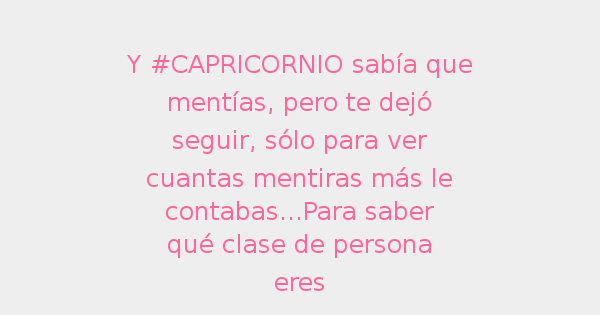 Y #CAPRICORNIO sabía que
mentías, pero te dejó
seguir, sólo para ver
cuantas mentiras más le
contabas...Para saber
qué clase de persona
eres